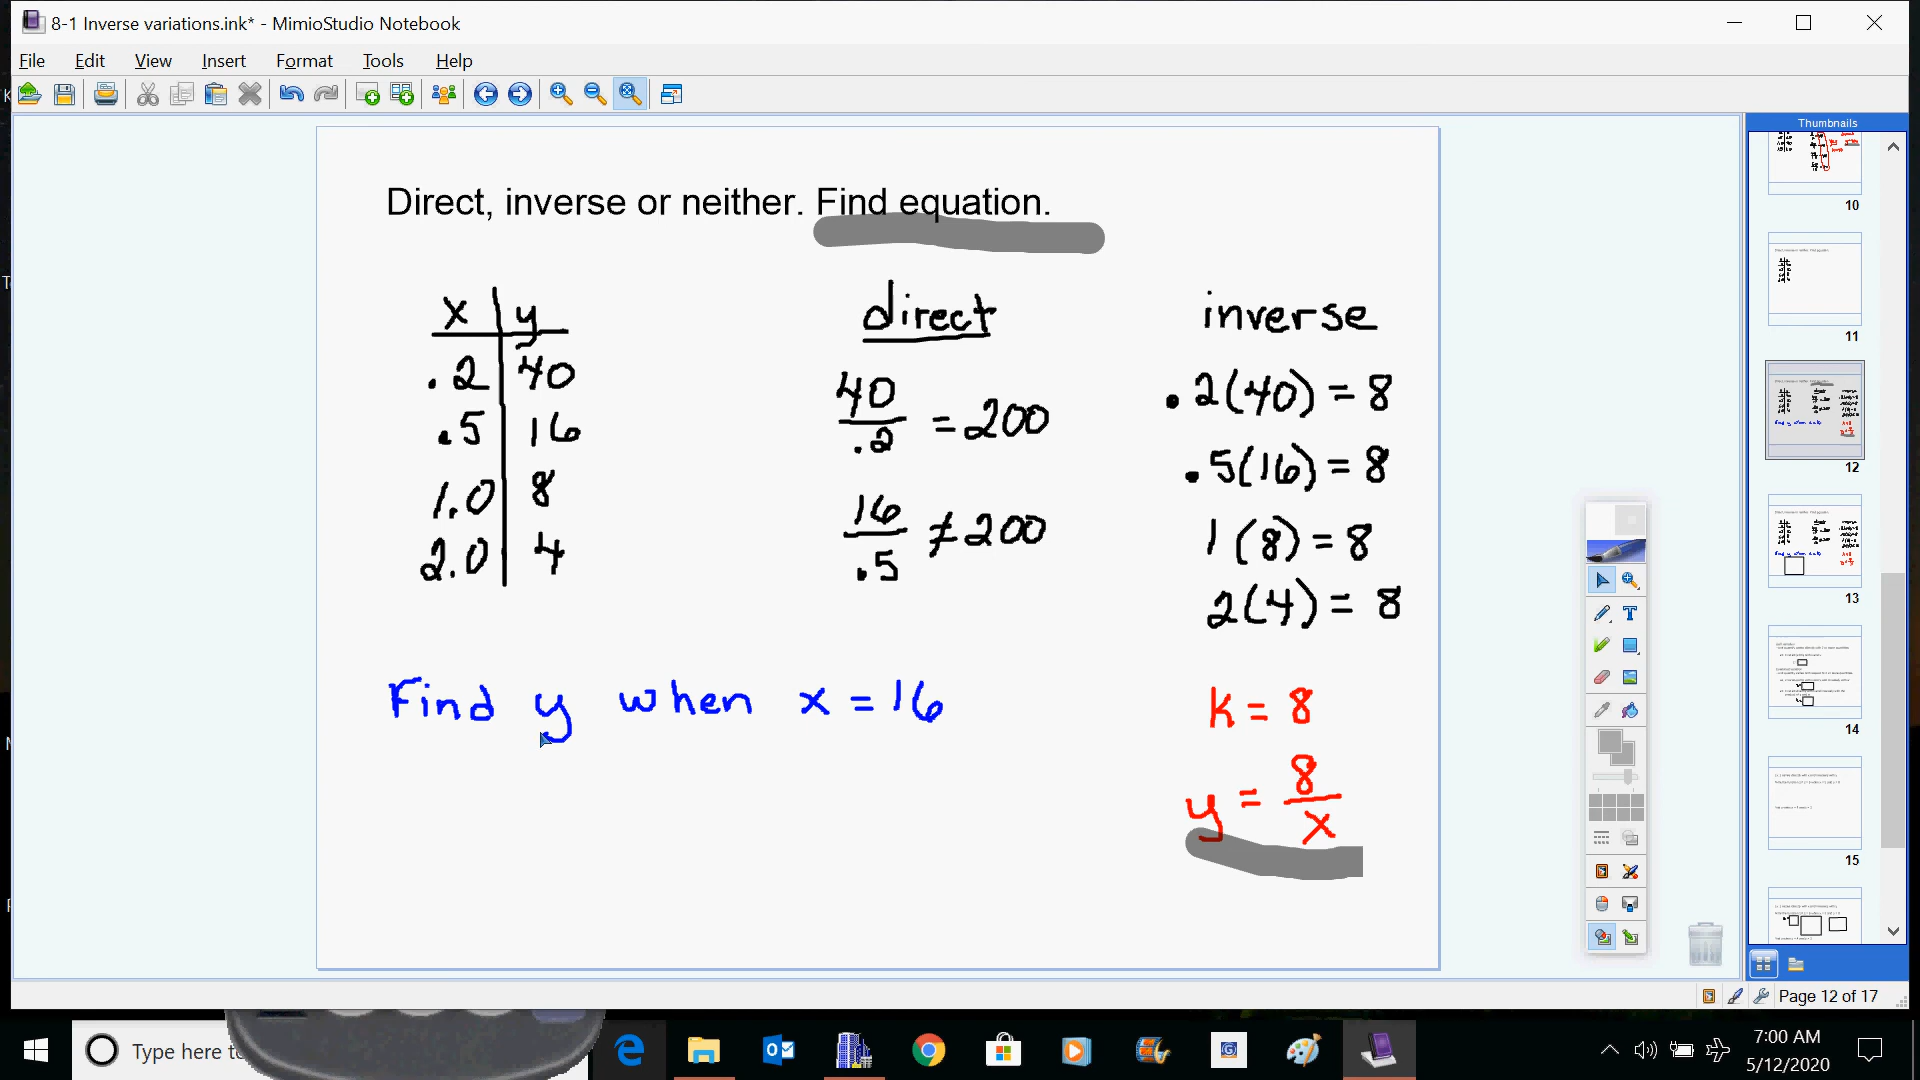 8-1 Inverse variations.ink* - MimioStudio Notebook
File Edit View Insert Format Tools Help
Thumbnails
Direct, inverse or neither. Find equation.
x y
.2 40
.5 16
1.0 8
2.0 4
direct
40/.2 = 200
16/.5 ≠ 200
inverse
.2(40) = 8
.5(16) = 8
1(8) = 8
2(4) = 8
Find y when x = 16
k = 8
y = 8/x
10
11
12
13
14
15
Page 12 of 17
Type here to
7:00 AM
5/12/2020